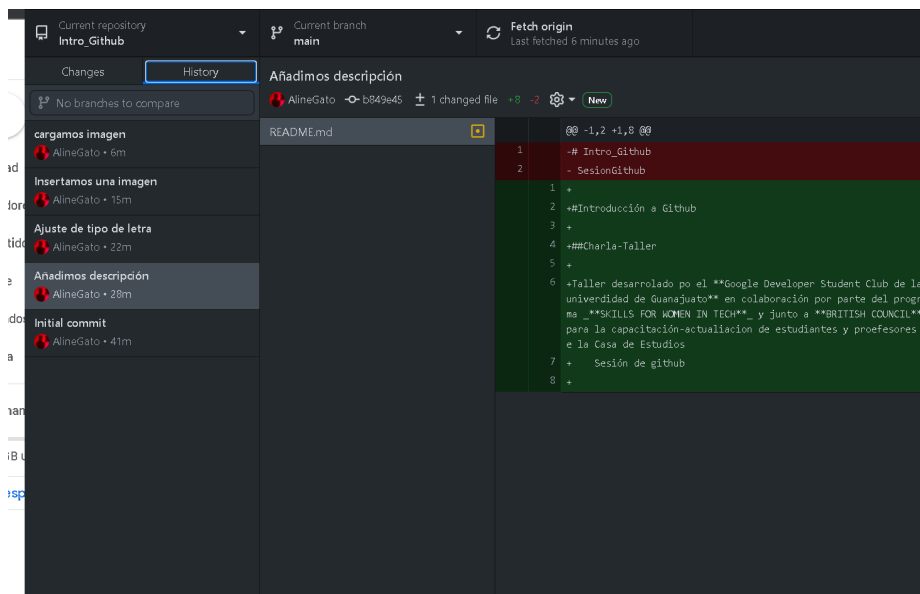 Current repository
Intro_Github
Current branch
main
Fetch origin
Last fetched 6 minutes ago
Changes
History
No branches to compare
cargamos imagen
AlineGato • 6m
Insertamos una imagen
AlineGato • 15m
Ajuste de tipo de letra
AlineGato • 22m
Añadimos descripción
AlineGato • 28m
Initial commit
AlineGato • 41m
Añadimos descripción
AlineGato b849e45 1 changed file +8 -2 New
README.md
@@ -1,2 +1,8 @@
1 -# Intro_Github
2 - SesionGithub
1 +
2 +#Introducción a Github
3 +
4 +##Charla-Taller
5 +
6 +Taller desarrolado po el **Google Developer Student Club de la
univerdidad de Guanajuato** en colaboración por parte del progr
ma _**SKILLS FOR WOMEN IN TECH**_ y junto a **BRITISH COUNCIL**
para la capacitación-actualiacion de estudiantes y proefesores
e la Casa de Estudios
7 + Sesión de github
8 +